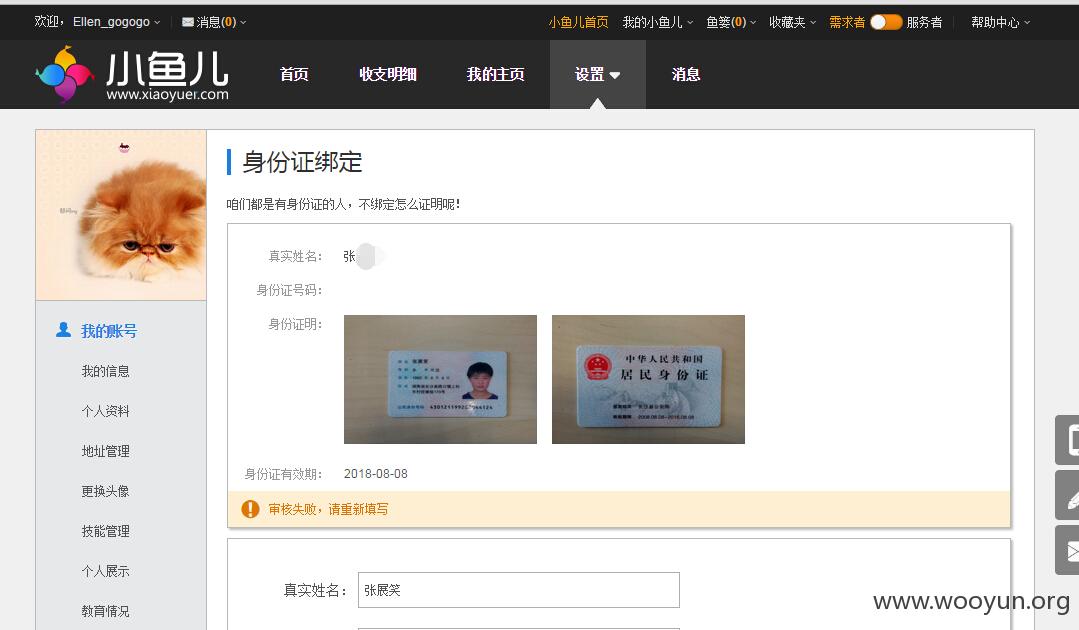 欢迎，Ellen_gogogo 消息(0) 小鱼儿首页 我的小鱼儿 鱼篓(0) 收藏夹 需求者 服务者 帮助中心
小鱼儿
www.xiaoyuer.com
首页 收支明细 我的主页 设置 消息
身份证绑定
咱们都是有身份证的人，不绑定怎么证明呢!
真实姓名： 张
身份证号码：
身份证明：
中华人民共和国
居民身份证
身份证有效期： 2018-08-08
审核失败，请重新填写
真实姓名： 张展笑
我的账号
我的信息
个人资料
地址管理
更换头像
技能管理
个人展示
教育情况
www.wooyun.org